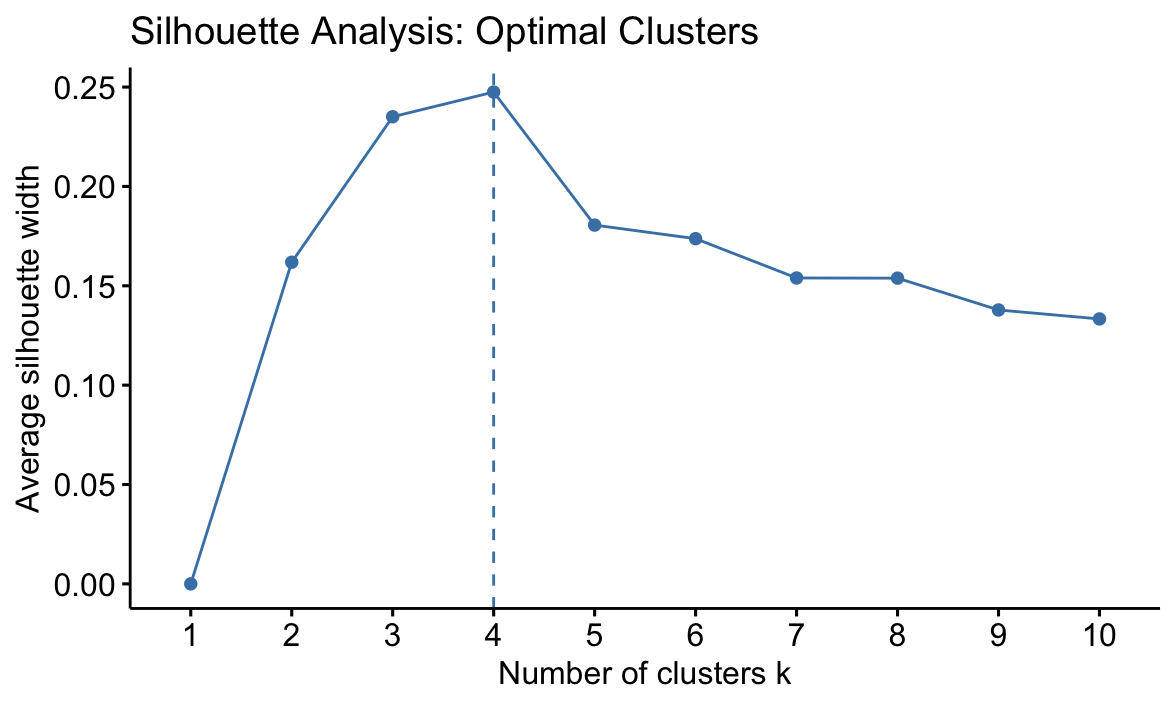 Silhouette Analysis: Optimal Clusters
Average silhouette width
0.25
0.20
0.15
0.10
0.05
0.00
1 2 3 4 5 6 7 8 9 10
Number of clusters k